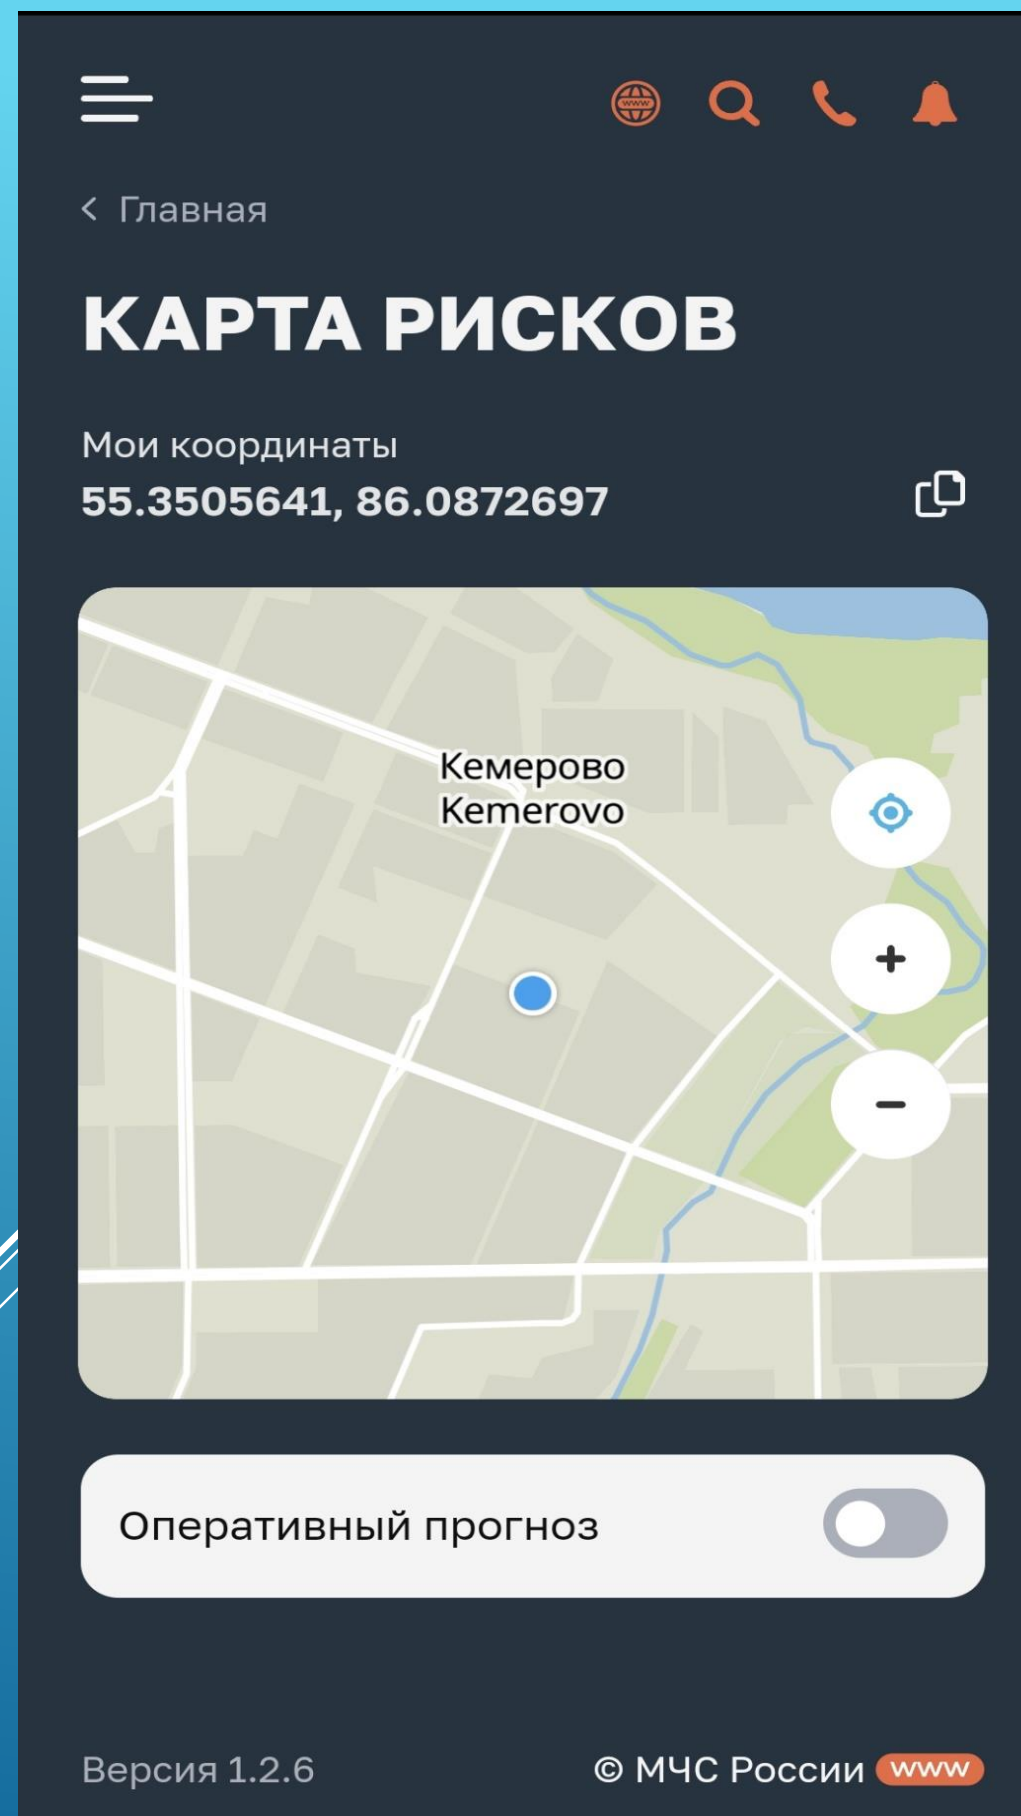 www
< Главная
КАРТА РИСКОВ
Мои координаты
55.3505641, 86.0872697
Кемерово
Kemerovo
+
−
Оперативный прогноз
Версия 1.2.6
© МЧС России www